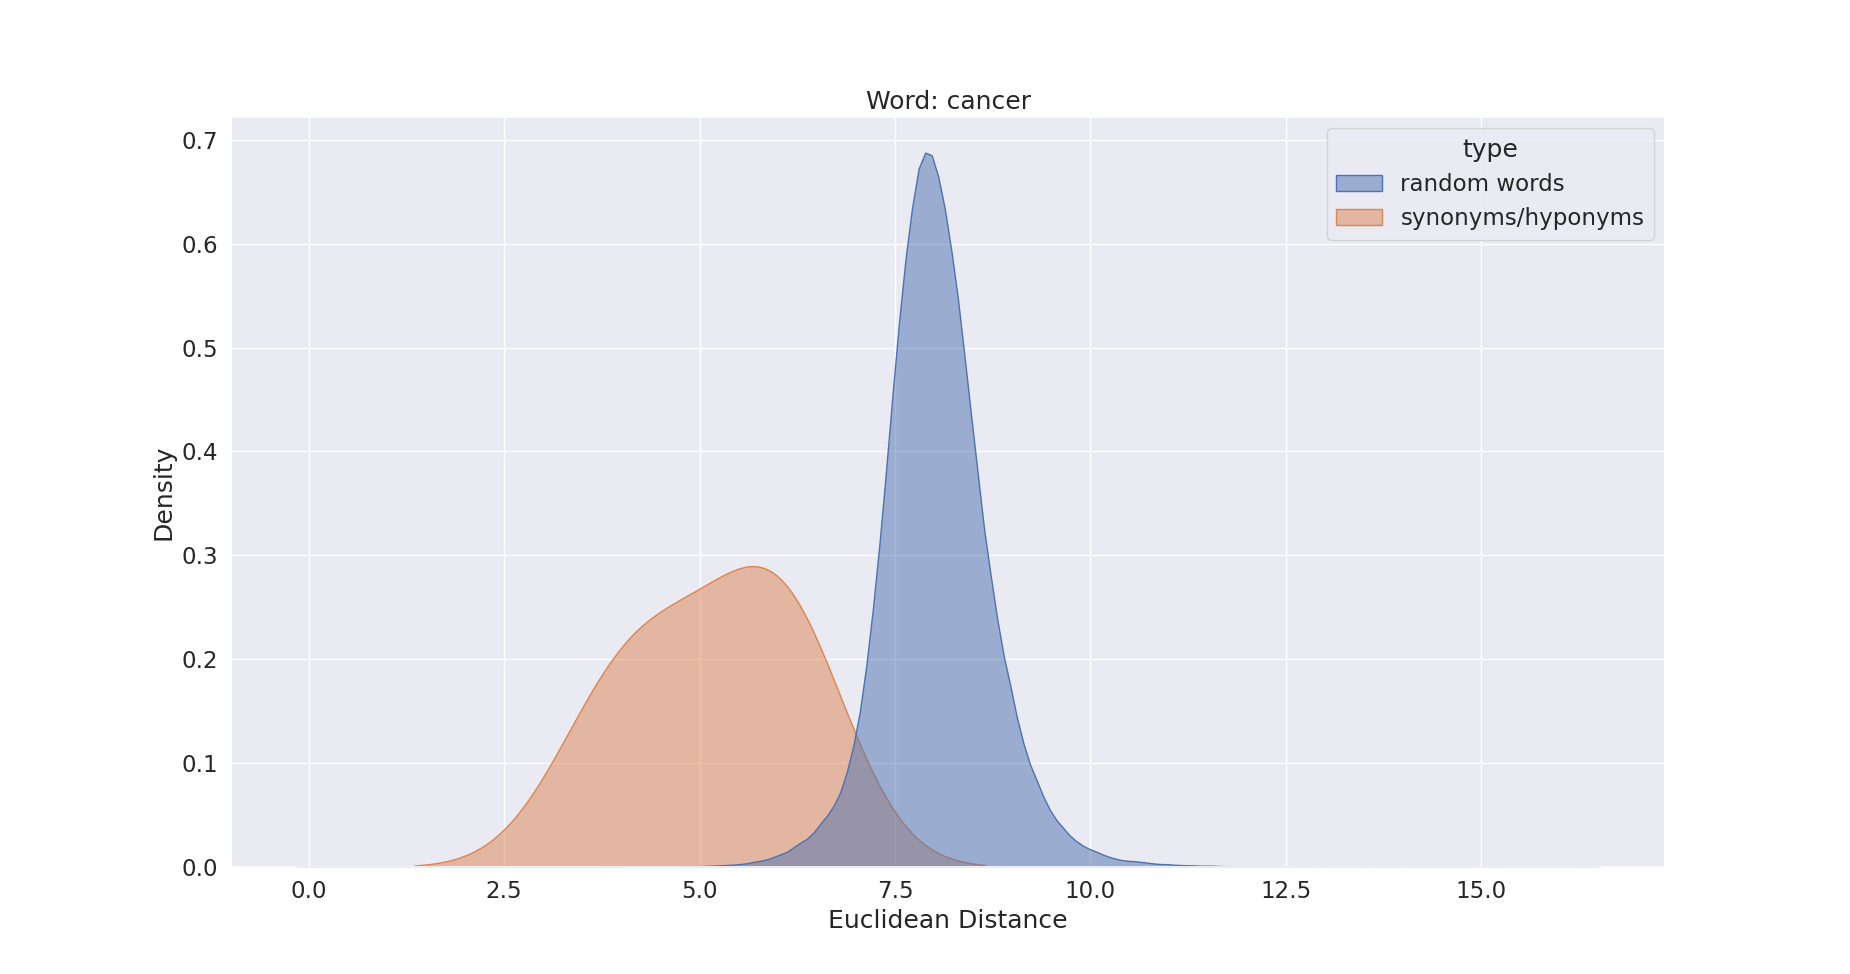 Word: cancer
type
random words
synonyms/hyponyms
0.7
0.6
0.5
0.4
0.3
0.2
0.1
0.0
Density
0.0 2.5 5.0 7.5 10.0 12.5 15.0
Euclidean Distance